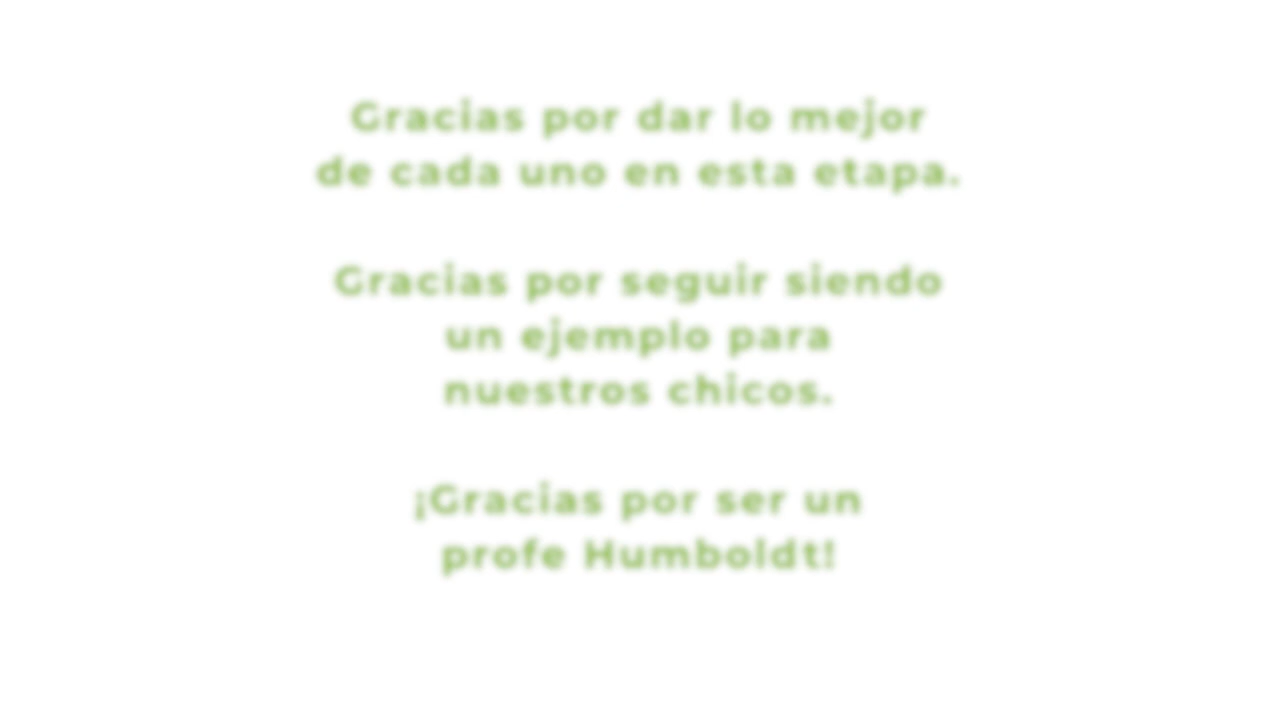 Gracias por dar lo mejor
de cada uno en esta etapa.
Gracias por seguir siendo
un ejemplo para
nuestros chicos.
¡Gracias por ser un
profe Humboldt!